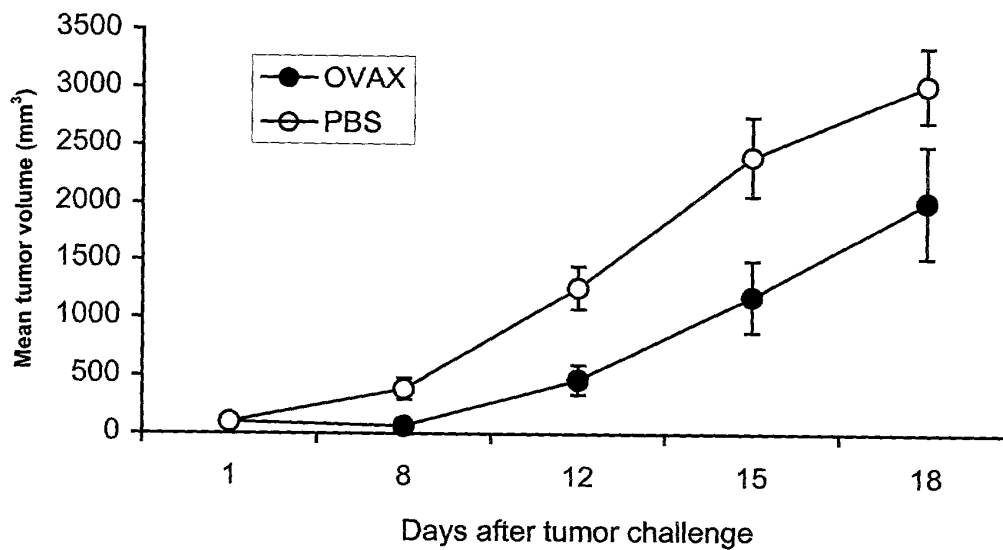 Mean tumor volume (mm³)
3500
3000
2500
2000
1500
1000
500
0
OVAX
PBS
1 8 12 15 18
Days after tumor challenge